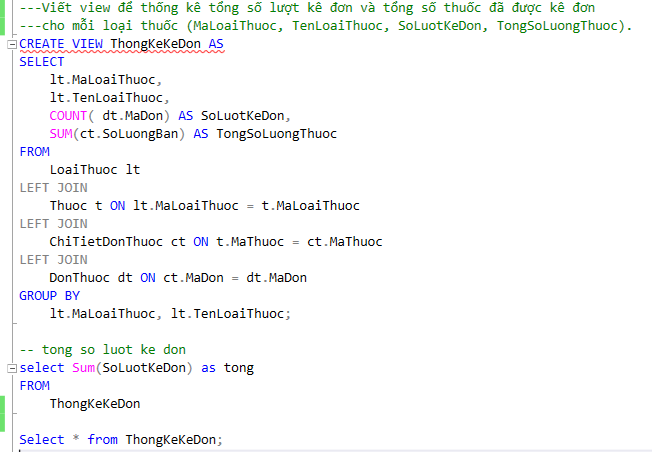 ---Viết view để thống kê tổng số lượt kê đơn và tổng số thuốc đã được kê đơn
---cho mỗi loại thuốc (MaLoaiThuoc, TenLoaiThuoc, SoLuotKeDon, TongSoLuongThuoc).
CREATE VIEW ThongKeKeDon AS
SELECT
    lt.MaLoaiThuoc,
    lt.TenLoaiThuoc,
    COUNT( dt.MaDon) AS SoLuotKeDon,
    SUM(ct.SoLuongBan) AS TongSoLuongThuoc
FROM
    LoaiThuoc lt
LEFT JOIN
    Thuoc t ON lt.MaLoaiThuoc = t.MaLoaiThuoc
LEFT JOIN
    ChiTietDonThuoc ct ON t.MaThuoc = ct.MaThuoc
LEFT JOIN
    DonThuoc dt ON ct.MaDon = dt.MaDon
GROUP BY
    lt.MaLoaiThuoc, lt.TenLoaiThuoc;
-- tong so luot ke don
select Sum(SoLuotKeDon) as tong
FROM
    ThongKeKeDon
Select * from ThongKeKeDon;